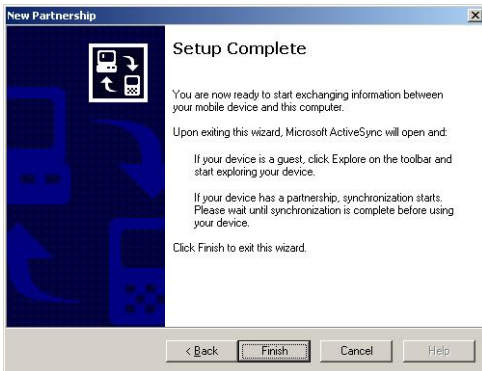 New Partnership
Setup Complete
You are now ready to start exchanging information between
your mobile device and this computer.
Upon exiting this wizard, Microsoft ActiveSync will open and:
If your device is a guest, click Explore on the toolbar and
start exploring your device.
If your device has a partnership, synchronization starts.
Please wait until synchronization is complete before using
your device.
Click Finish to exit this wizard.
< Back Finish Cancel Help